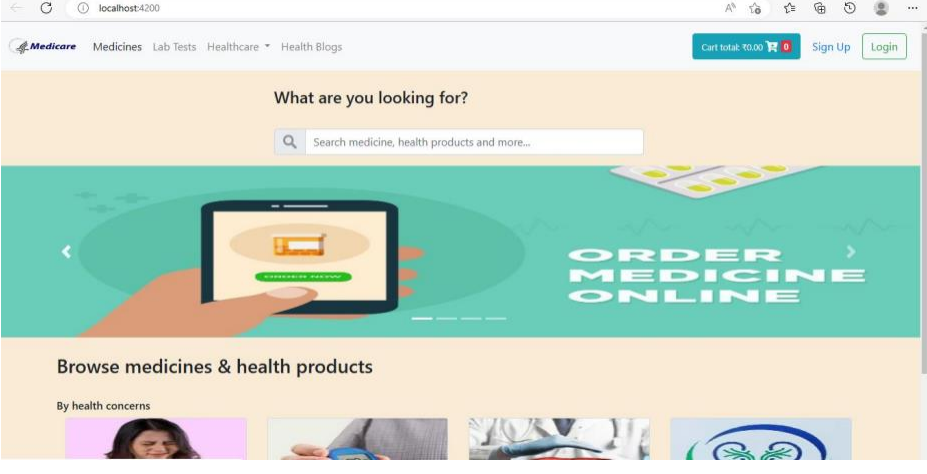 localhost:4200
Medicare Medicines Lab Tests Healthcare Health Blogs Cart total: ₹0.00 0 Sign Up Login
What are you looking for?
Search medicine, health products and more...
ORDER NOW
ORDER
MEDICINE
ONLINE
Browse medicines & health products
By health concerns